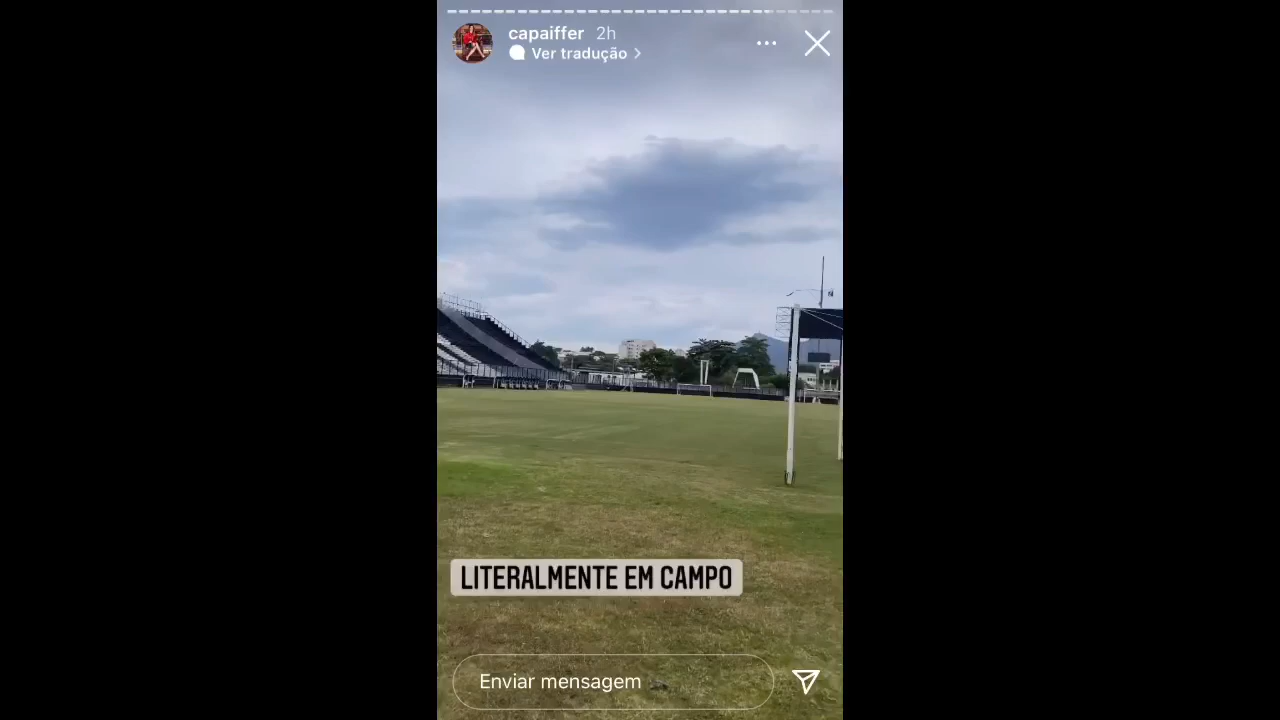 capaiffer 2h
Ver tradução
LITERALMENTE EM CAMPO
Enviar mensagem